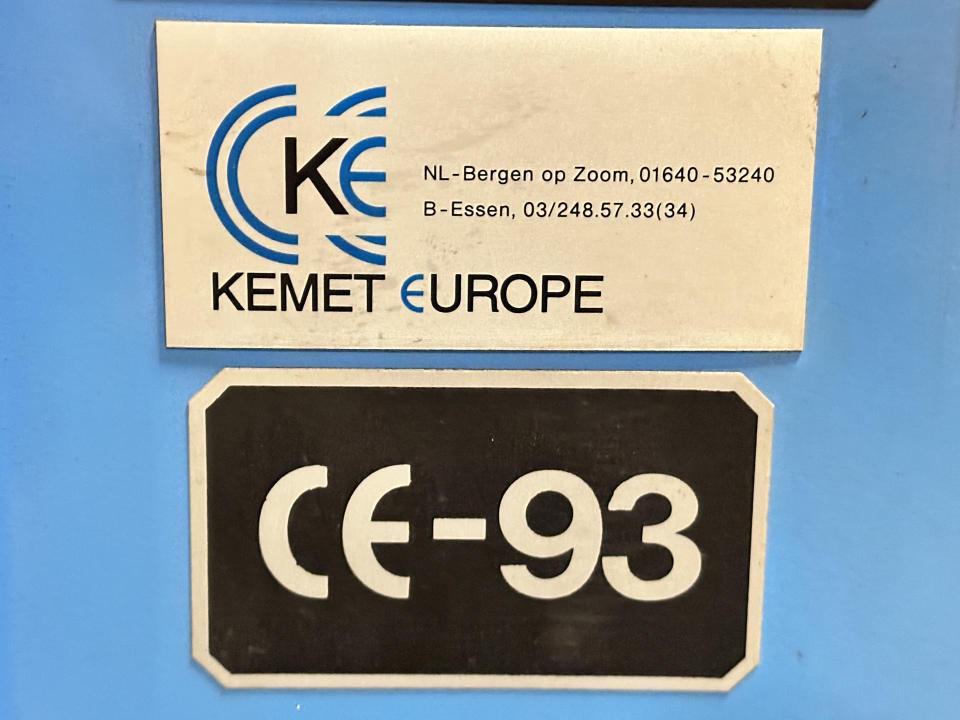 KE
NL-Bergen op Zoom, 01640-53240
B-Essen, 03/248.57.33(34)
KEMET EUROPE
CE-93